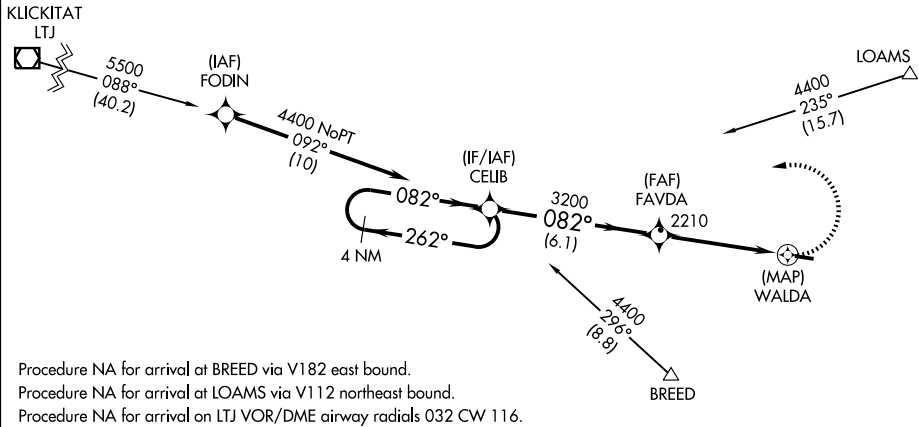 KLICKITAT
LTJ
5500
088°
(40.2)
(IAF)
FODIN
4400 NoPT
092°
(10)
LOAMS
4400
235°
(15.7)
(IF/IAF)
CELIB
082°
262°
4 NM
3200
082°
(6.1)
(FAF)
FAVDA
2210
(MAP)
WALDA
4400
296°
(8.8)
BREED
Procedure NA for arrival at BREED via V182 east bound.
Procedure NA for arrival at LOAMS via V112 northeast bound.
Procedure NA for arrival on LTJ VOR/DME airway radials 032 CW 116.